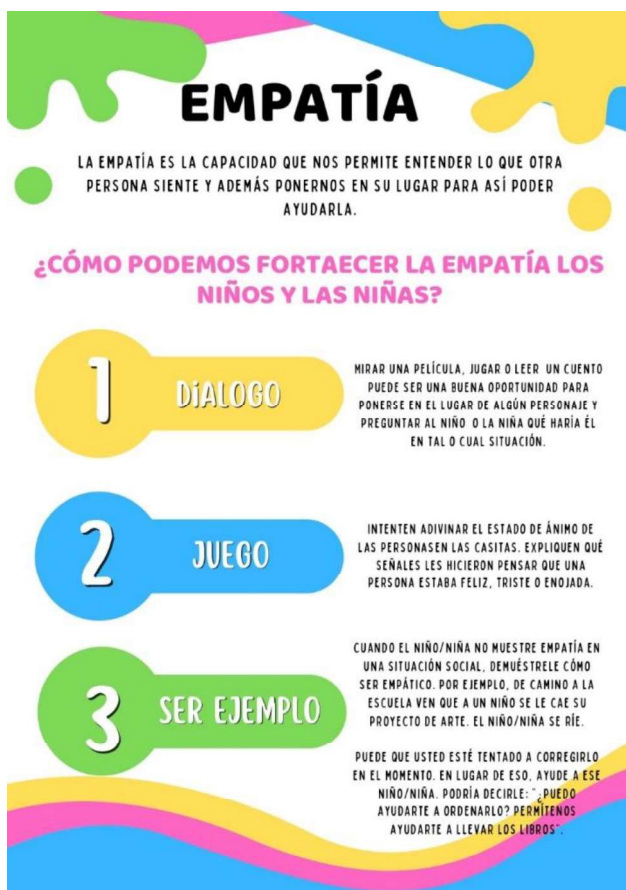 EMPATÍA
LA EMPATÍA ES LA CAPACIDAD QUE NOS PERMITE ENTENDER LO QUE OTRA
PERSONA SIENTE Y ADEMÁS PONERNOS EN SU LUGAR PARA ASÍ PODER
AYUDARLA.
¿CÓMO PODEMOS FORTAECER LA EMPATÍA LOS
NIÑOS Y LAS NIÑAS?
1
DiALOGO
MIRAR UNA PELÍCULA, JUGAR O LEER UN CUENTO
PUEDE SER UNA BUENA OPORTUNIDAD PARA
PONERSE EN EL LUGAR DE ALGÚN PERSONAJE Y
PREGUNTAR AL NIÑO O LA NIÑA QUÉ HARÍA ÉL
EN TAL O CUAL SITUACIÓN.
2
JUEGO
INTENTEN ADIVINAR EL ESTADO DE ÁNIMO DE
LAS PERSONASEN LAS CASITAS. EXPLIQUEN QUÉ
SEÑALES LES HICIERON PENSAR QUE UNA
PERSONA ESTABA FELIZ, TRISTE O ENOJADA.
3
SER EJEMPLO
CUANDO EL NIÑO/NIÑA NO MUESTRE EMPATÍA EN
UNA SITUACIÓN SOCIAL, DEMUÉSTRELE CÓMO
SER EMPÁTICO. POR EJEMPLO, DE CAMINO A LA
ESCUELA VEN QUE A UN NIÑO SE LE CAE SU
PROYECTO DE ARTE. EL NIÑO/NIÑA SE RÍE.
PUEDE QUE USTED ESTÉ TENTADO A CORREGIRLO
EN EL MOMENTO. EN LUGAR DE ESO, AYUDE A ESE
NIÑO/NIÑA. PODRÍA DECIRLE: "¿PUEDO
AYUDARTE A ORDENARLO? PERMÍTENOS
AYUDARTE A LLEVAR LOS LIBROS".